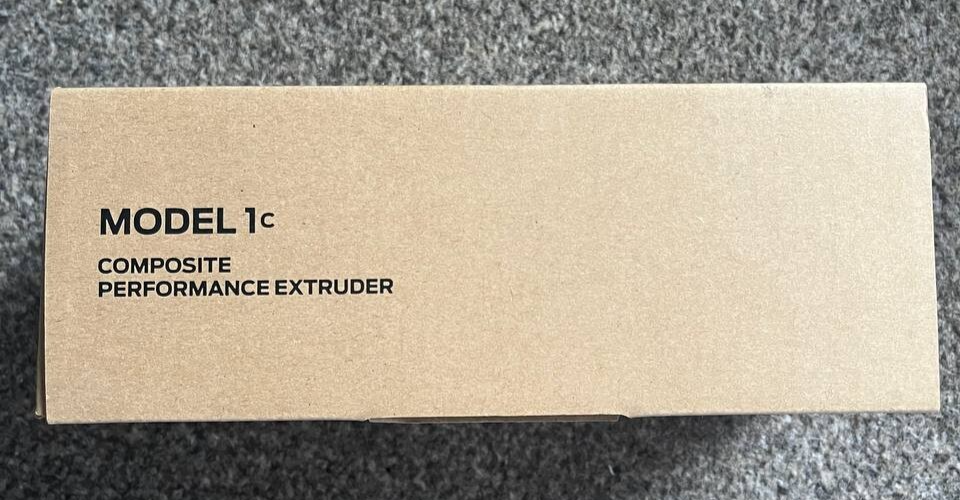 MODEL 1C
COMPOSITE
PERFORMANCE EXTRUDER